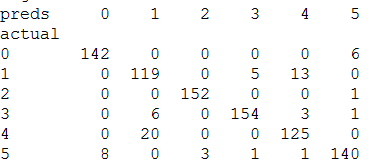 preds 0 1 2 3 4 5
actual
0 142 0 0 0 0 6
1 0 119 0 5 13 0
2 0 0 152 0 0 1
3 0 6 0 154 3 1
4 0 20 0 0 125 0
5 8 0 3 1 1 140